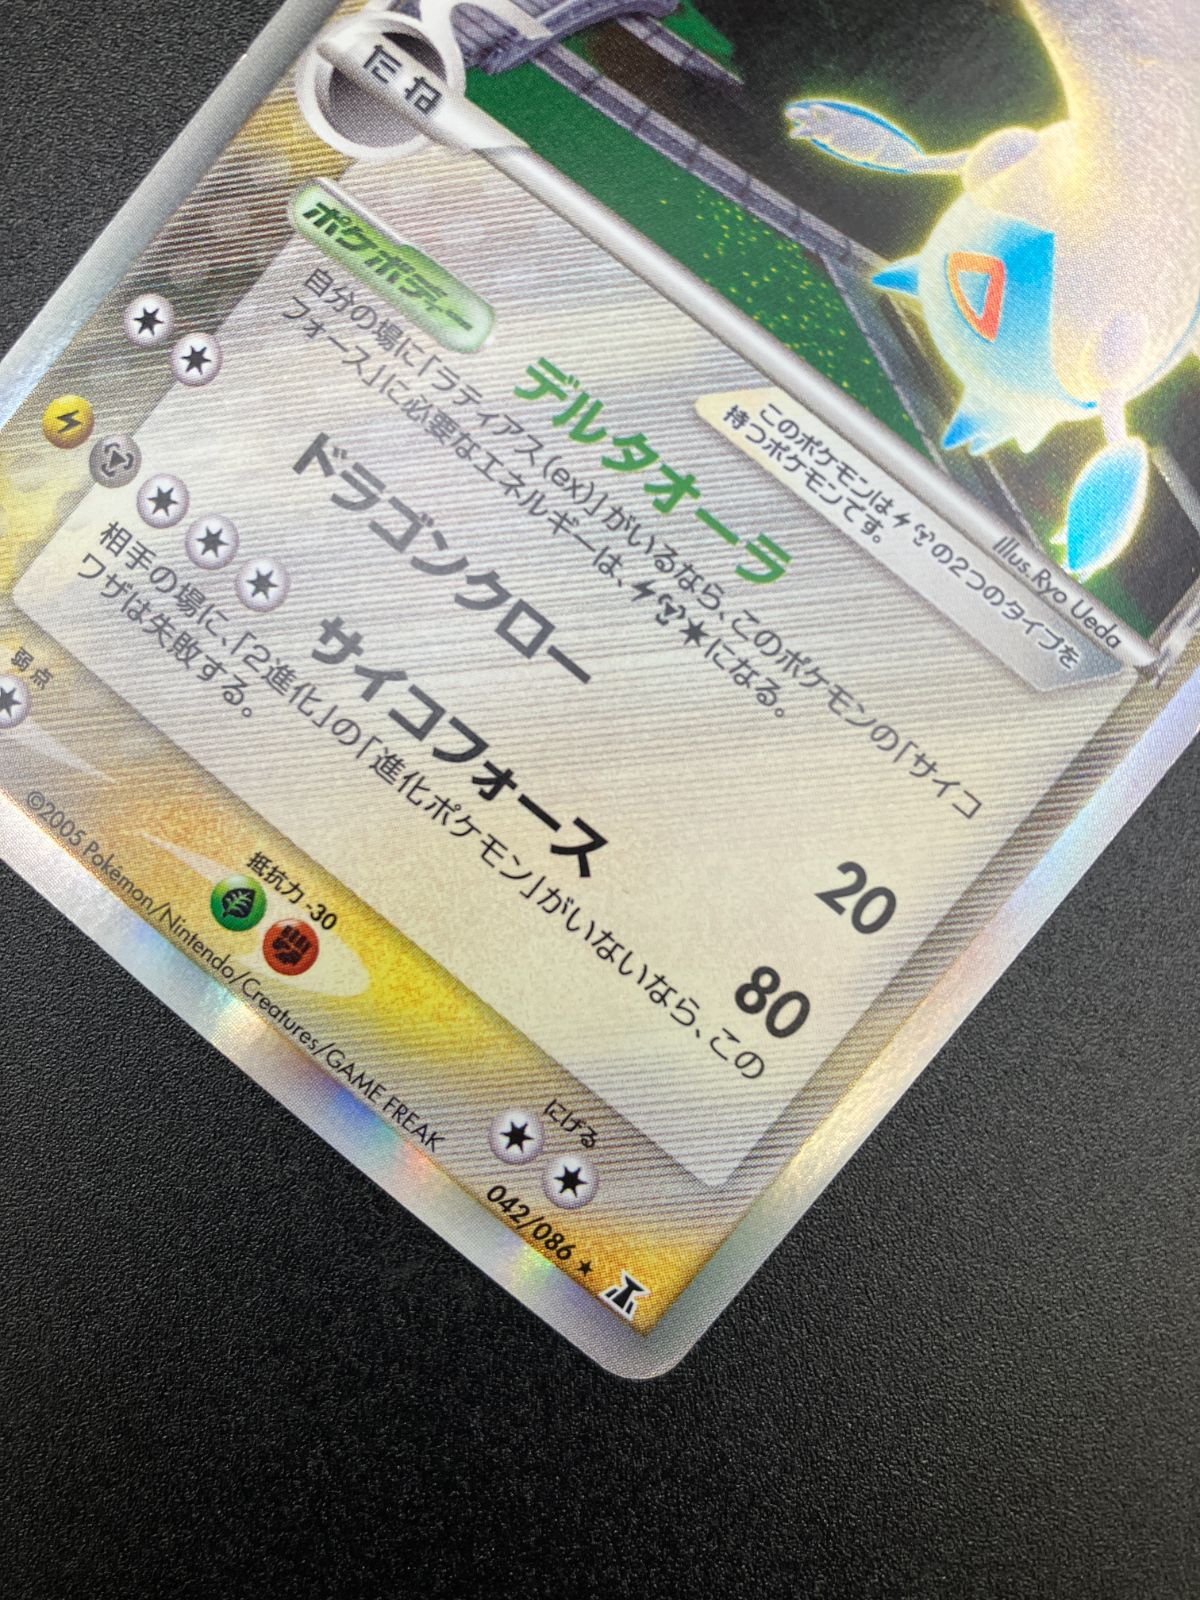 たね
ポケボディー
デルタオーラ
このポケモンは⚡の2つのタイプを
持つポケモンです。
Illus. Ryo Ueda
自分の場に「ラティアス(ex)」がいるなら、このポケモンの「サイコ
フォース」に必要なエネルギーは、になる。
ドラゴンクロー 20
サイコフォース 80
相手の場に、「2進化」の「進化ポケモン」がいないなら、この
ワザは失敗する。
弱点
抵抗力 -30
にげる
©2005 Pokémon/Nintendo/Creatures/GAME FREAK
042/086 ★